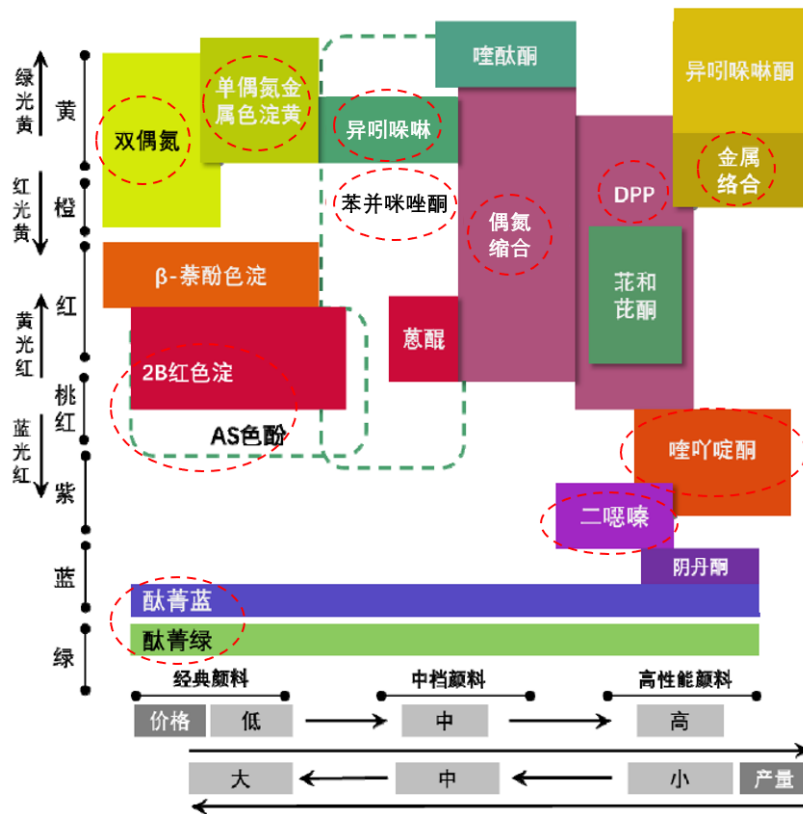 绿光黄
红光黄
黄光红
蓝光红
黄
橙
红
桃红
紫
蓝
绿
双偶氮
单偶氮金
属色淀黄
异吲哚啉
苯并咪唑酮
喹酞酮
偶氮
缩合
DPP
苝和
芘酮
异吲哚啉酮
金属
络合
β-萘酚色淀
2B红色淀
AS色酚
蒽醌
喹吖啶酮
二噁嗪
阴丹酮
酞菁蓝
酞菁绿
经典颜料 中档颜料 高性能颜料
价格 低 中 高
大 中 小 产量